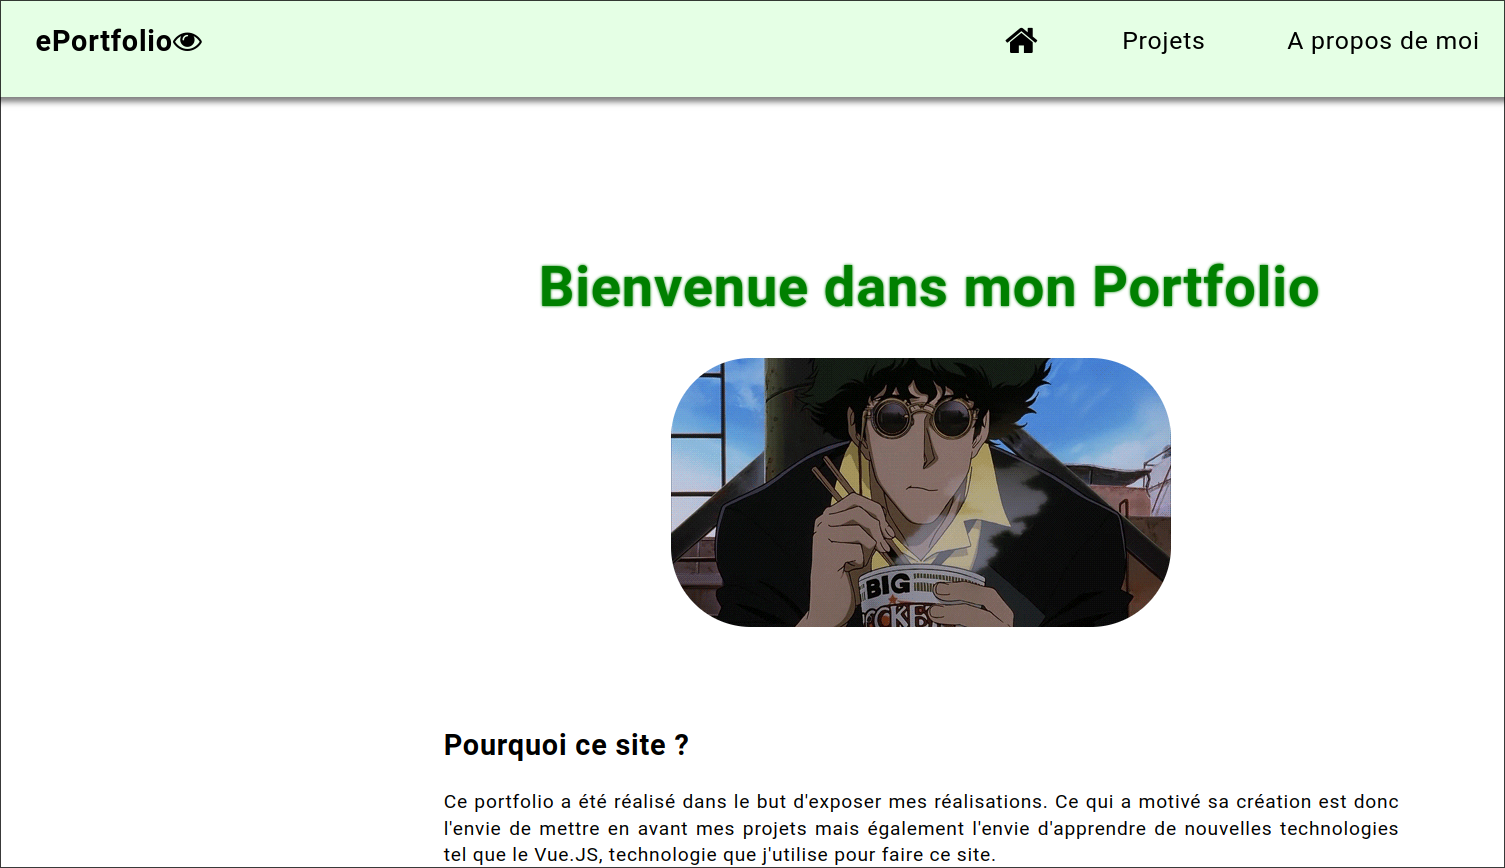 ePortfolio
Projets
A propos de moi
Bienvenue dans mon Portfolio
BIG
Pourquoi ce site ?
Ce portfolio a été réalisé dans le but d'exposer mes réalisations. Ce qui a motivé sa création est donc
l'envie de mettre en avant mes projets mais également l'envie d'apprendre de nouvelles technologies
tel que le Vue.JS, technologie que j'utilise pour faire ce site.